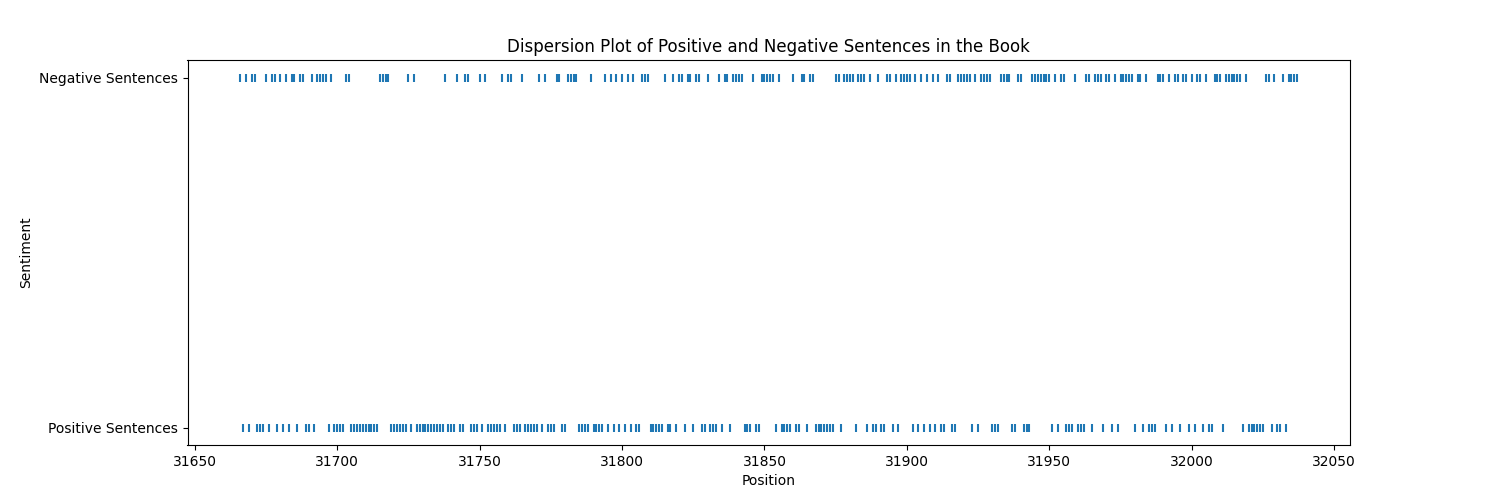 Dispersion Plot of Positive and Negative Sentences in the Book
Negative Sentences
Sentiment
Positive Sentences
31650 31700 31750 31800 31850 31900 31950 32000 32050
Position